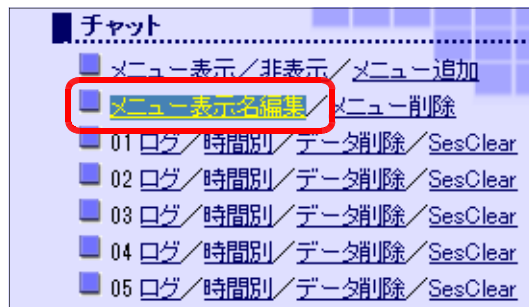 チャット
メニュー表示／非表示／メニュー追加
メニュー表示名編集／メニュー削除
01 ログ／時間別／データ削除／SesClear
02 ログ／時間別／データ削除／SesClear
03 ログ／時間別／データ削除／SesClear
04 ログ／時間別／データ削除／SesClear
05 ログ／時間別／データ削除／SesClear